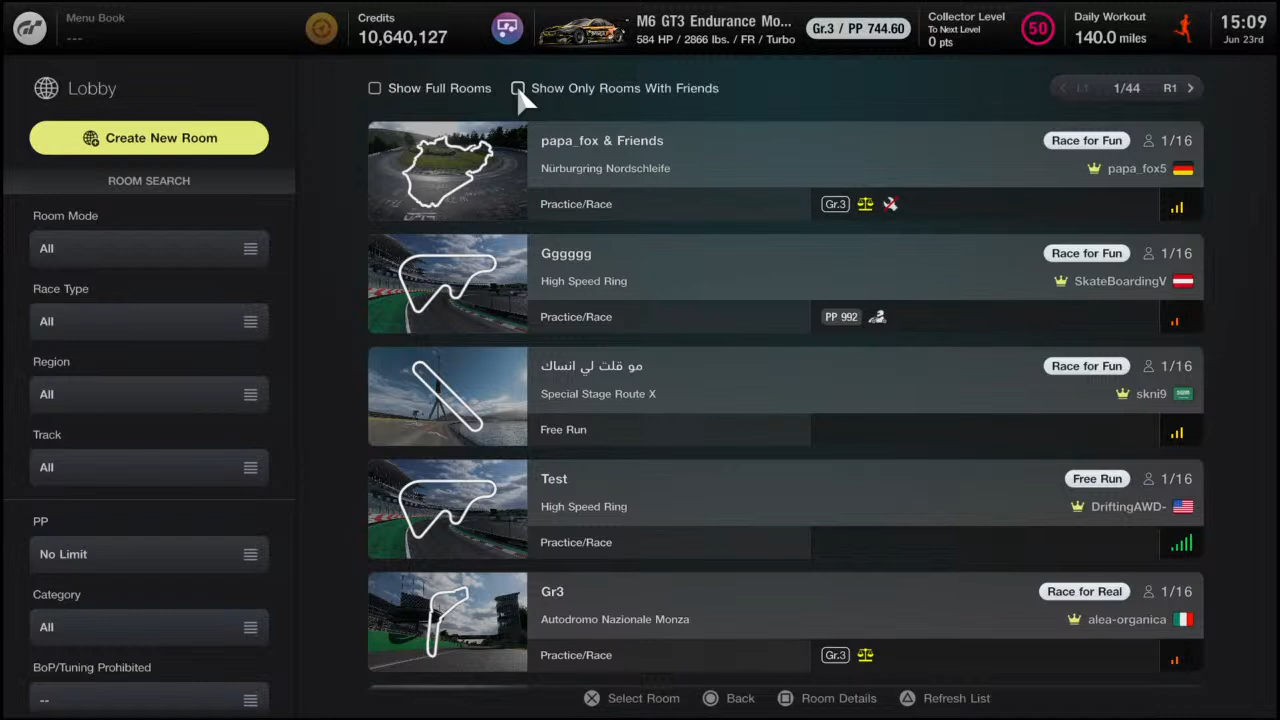 Menu Book
---
Credits
10,640,127
M6 GT3 Endurance Mo...
584 HP / 2866 lbs. / FR / Turbo
Gr.3 / PP 744.60
Collector Level
To Next Level
0 pts
50
Daily Workout
140.0 miles
15:09
Jun 23rd
Lobby
Create New Room
ROOM SEARCH
Room Mode
All
Race Type
All
Region
All
Track
All
PP
No Limit
Category
All
BoP/Tuning Prohibited
--
Show Full Rooms
Show Only Rooms With Friends
L1 1/44 R1
papa_fox & Friends
Race for Fun 1/16
Nürburgring Nordschleife
papa_fox5
Practice/Race
Gr.3
Gggggg
Race for Fun 1/16
High Speed Ring
SkateBoardingV
Practice/Race
PP 992
مو قلت لي انساك
Race for Fun 1/16
Special Stage Route X
skni9
Free Run
Test
Free Run 1/16
High Speed Ring
DriftingAWD-
Practice/Race
Gr3
Race for Real 1/16
Autodromo Nazionale Monza
alea-organica
Practice/Race
Gr.3
Select Room
Back
Room Details
Refresh List